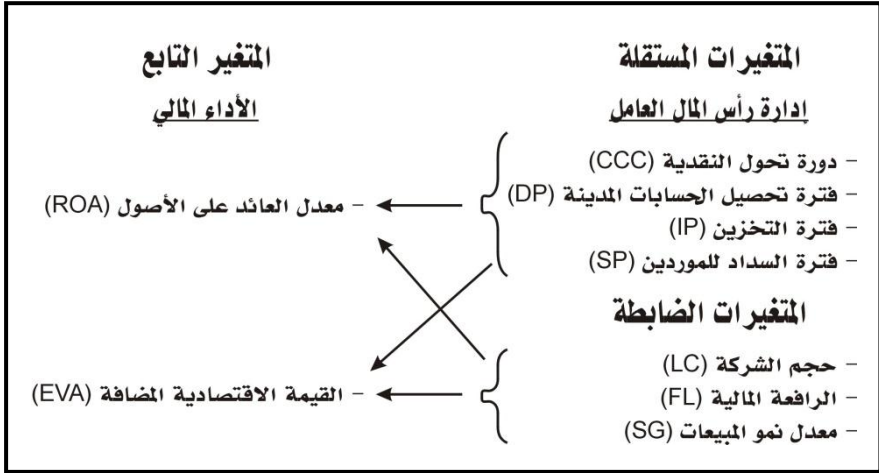 المتغيرات المستقلة
إدارة رأس المال العامل
- دورة تحول النقدية (CCC)
- فترة تحصيل الحسابات المدينة (DP)
- فترة التخزين (IP)
- فترة السداد للموردين (SP)
المتغيرات الضابطة
- حجم الشركة (LC)
- الرافعة المالية (FL)
- معدل نمو المبيعات (SG)
المتغير التابع
الأداء المالي
- معدل العائد على الأصول (ROA)
- القيمة الاقتصادية المضافة (EVA)